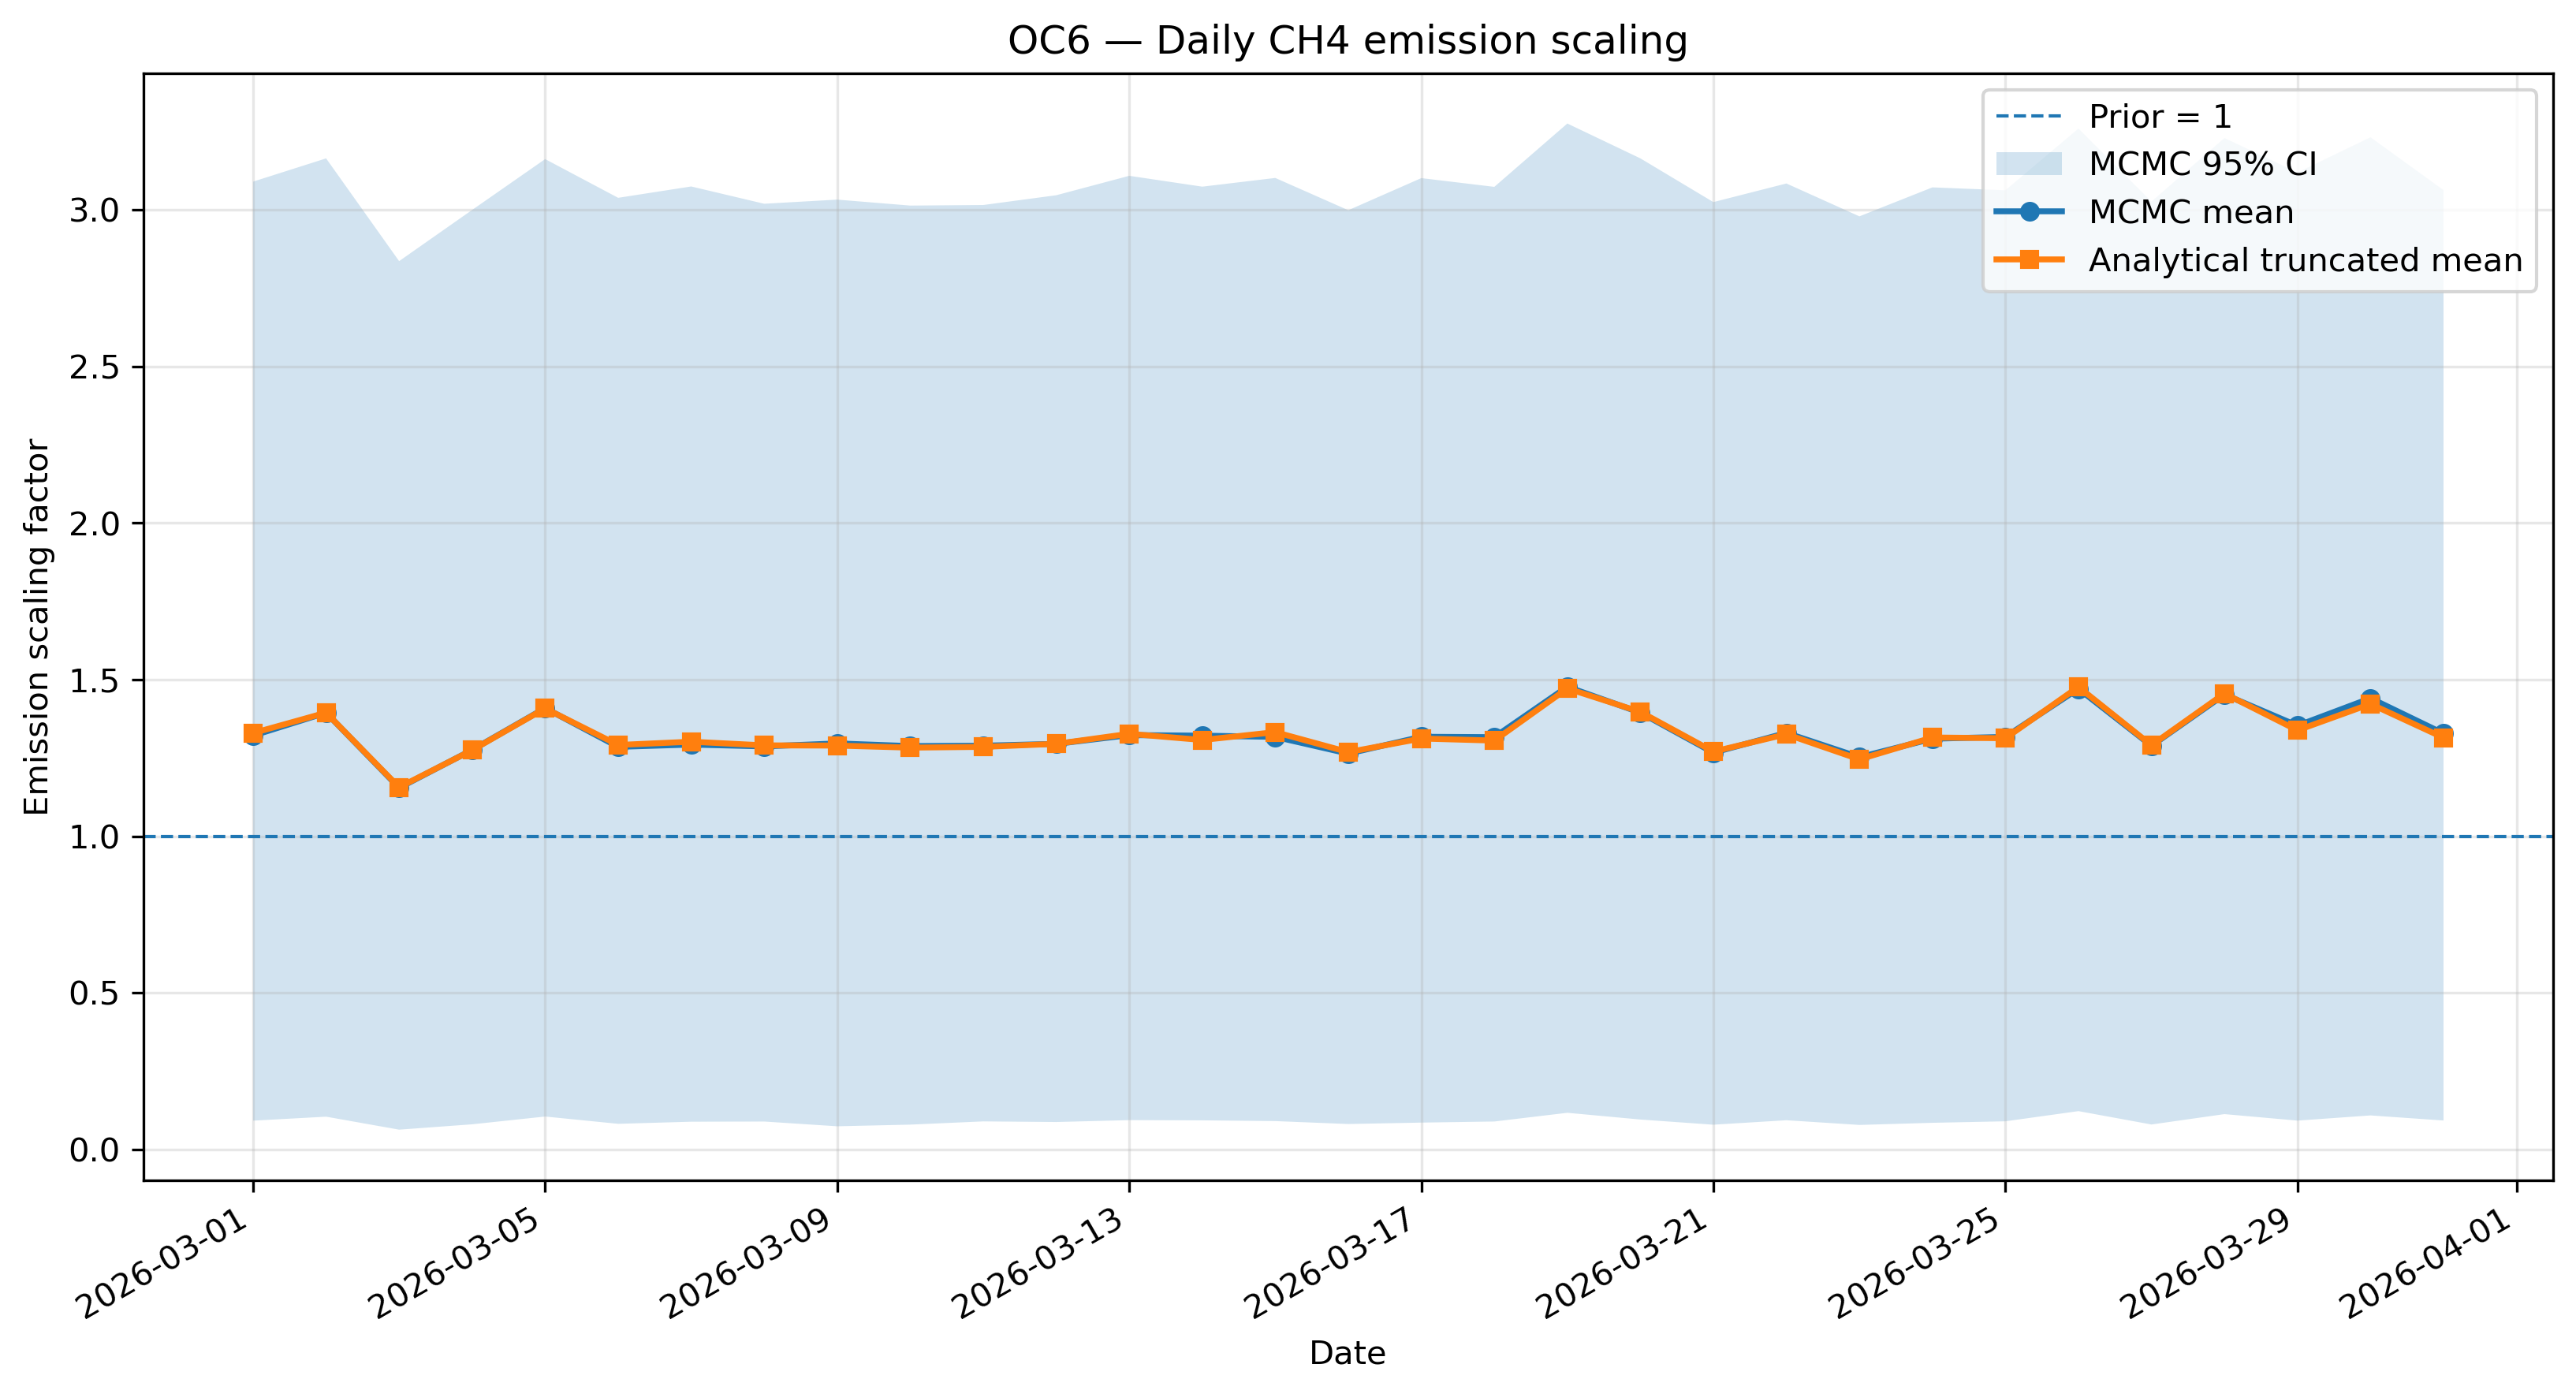 OC6 — Daily CH4 emission scaling
Prior = 1
MCMC 95% CI
MCMC mean
Analytical truncated mean
Emission scaling factor
3.0
2.5
2.0
1.5
1.0
0.5
0.0
2026-03-01
2026-03-05
2026-03-09
2026-03-13
2026-03-17
2026-03-21
2026-03-25
2026-03-29
2026-04-01
Date